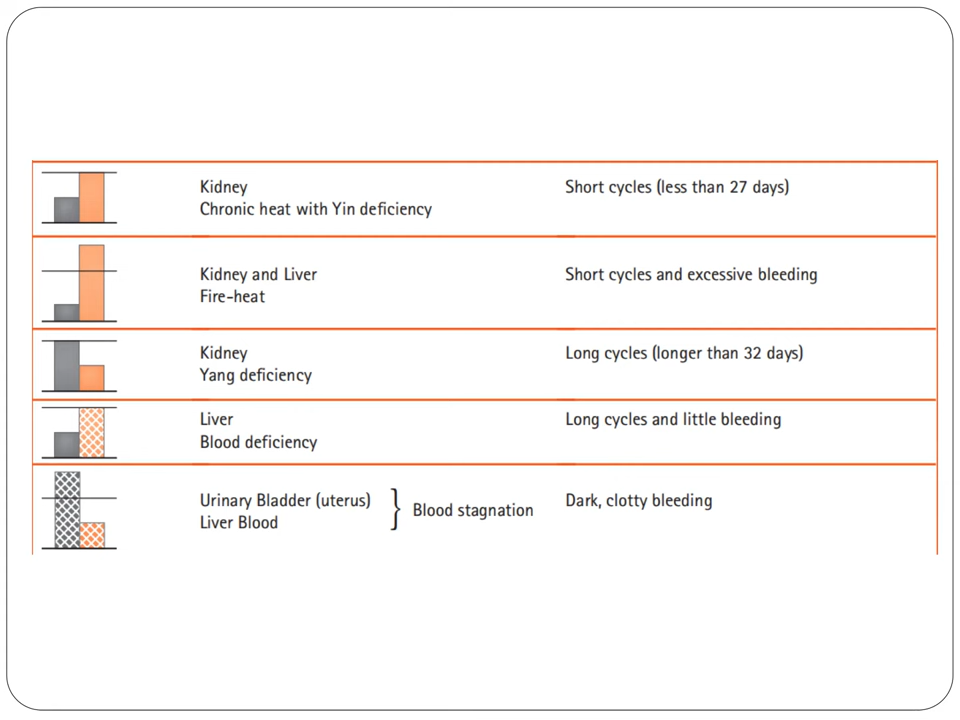 Kidney
Chronic heat with Yin deficiency
Short cycles (less than 27 days)
Kidney and Liver
Fire-heat
Short cycles and excessive bleeding
Kidney
Yang deficiency
Long cycles (longer than 32 days)
Liver
Blood deficiency
Long cycles and little bleeding
Urinary Bladder (uterus)
Liver Blood
} Blood stagnation
Dark, clotty bleeding